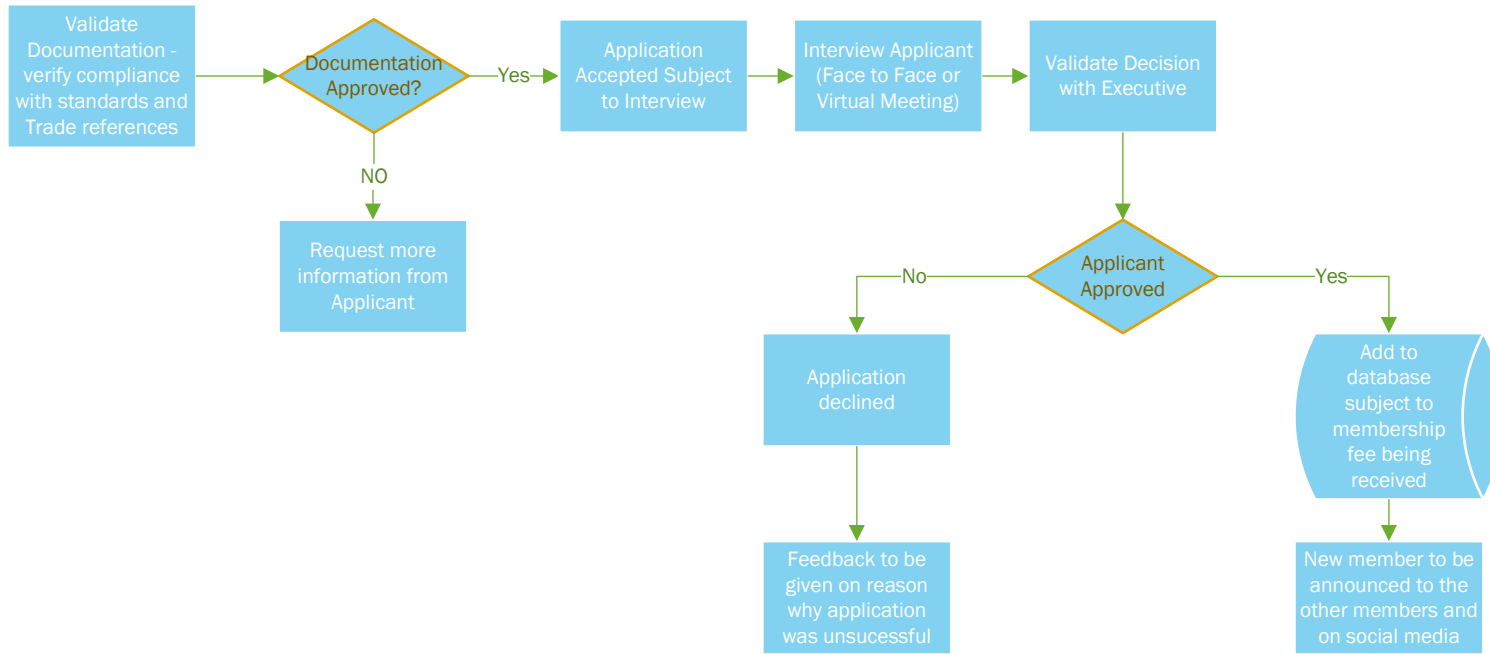 Validate
Documentation -
verify compliance
with standards and
Trade references
Documentation
Approved?
Yes
Application
Accepted Subject
to Interview
Interview Applicant
(Face to Face or
Virtual Meeting)
Validate Decision
with Executive
NO
Request more
information from
Applicant
Applicant
Approved
No
Yes
Application
declined
Add to
database
subject to
membership
fee being
received
Feedback to be
given on reason
why application
was unsucessful
New member to be
announced to the
other members and
on social media